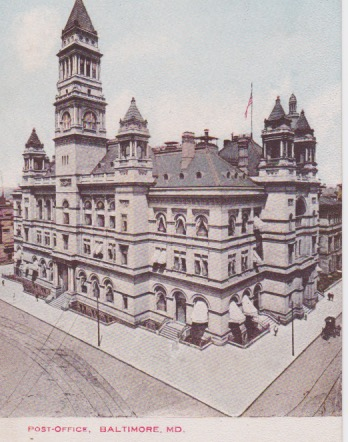 POST-OFFICE, BALTIMORE, MD.